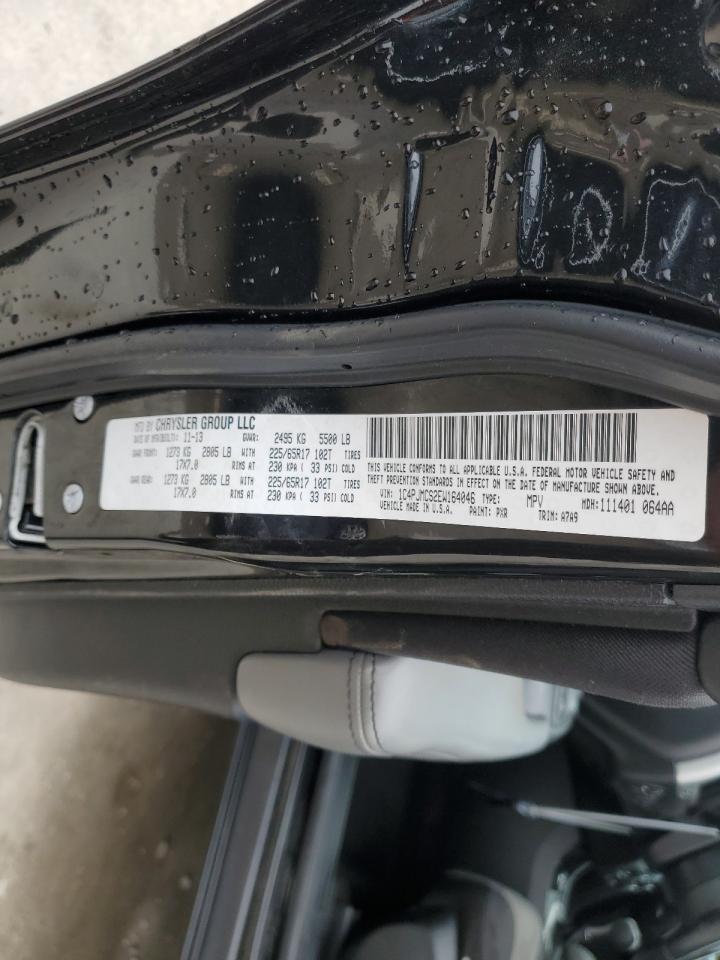 MFD BY CHRYSLER GROUP LLC
DATE OF MFR(BUILT): 11-13 GVWR: 2495 KG 5500 LB
GAWR FRONT: 1273 KG 2805 LB WITH 225/65R17 102T TIRES
17X7.0 RIMS AT 230 KPA ( 33 PSI) COLD
GAWR REAR: 1273 KG 2805 LB WITH 225/65R17 102T TIRES
17X7.0 RIMS AT 230 KPA ( 33 PSI) COLD
THIS VEHICLE CONFORMS TO ALL APPLICABLE U.S.A. FEDERAL MOTOR VEHICLE SAFETY AND
THEFT PREVENTION STANDARDS IN EFFECT ON THE DATE OF MANUFACTURE SHOWN ABOVE.
VIN: 1C4PJMCS2EW164046 TYPE: MPV MDH:111401 064AA
VEHICLE MADE IN U.S.A. PAINT: PXR TRIM: A7A9